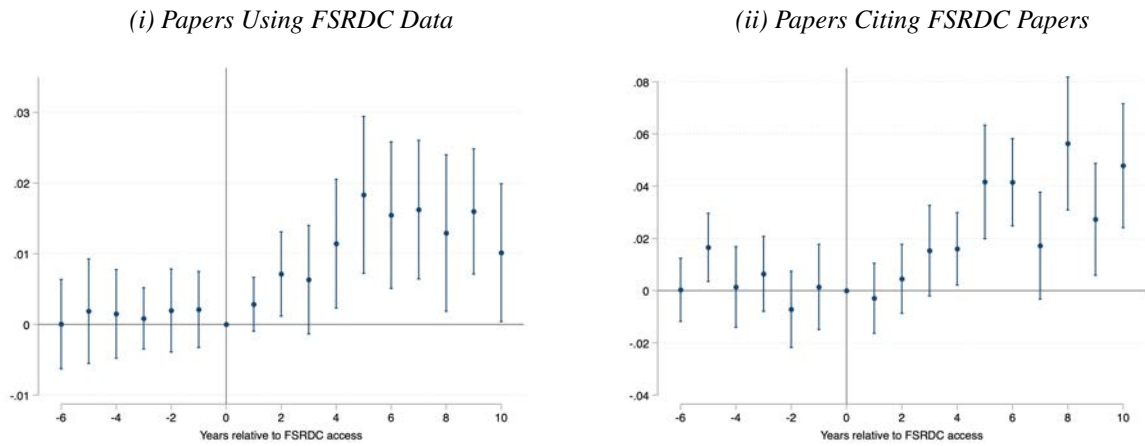 (i) Papers Using FSRDC Data
(ii) Papers Citing FSRDC Papers
.03
.02
.01
0
-.01
-6 -4 -2 0 2 4 6 8 10
Years relative to FSRDC access
.08
.06
.04
.02
0
-.02
-.04
-6 -4 -2 0 2 4 6 8 10
Years relative to FSRDC access